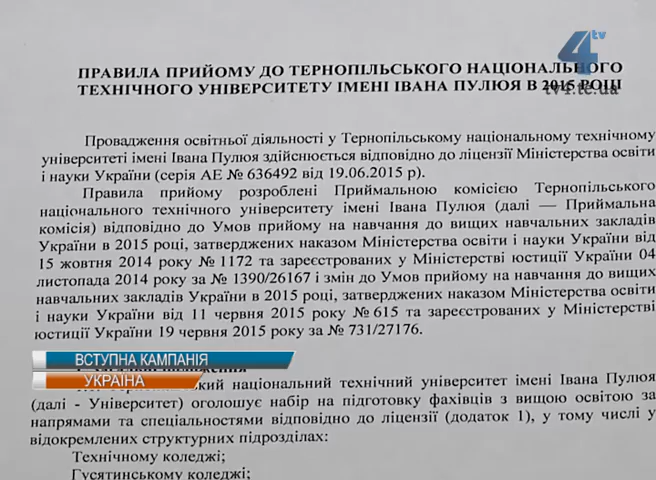 4 tv
tv4.te.ua
ПРАВИЛА ПРИЙОМУ ДО ТЕРНОПІЛЬСЬКОГО НАЦІОНАЛЬНОГО
ТЕХНІЧНОГО УНІВЕРСИТЕТУ ІМЕНІ ІВАНА ПУЛЮЯ В 2015 РОЦІ
Провадження освітньої діяльності у Тернопільському національному технічному
університеті імені Івана Пулюя здійснюється відповідно до ліцензії Міністерства освіти
і науки України (серія АЕ № 636492 від 19.06.2015 р).
Правила прийому розроблені Приймальною комісією Тернопільського
національного технічного університету імені Івана Пулюя (далі — Приймальна
комісія) відповідно до Умов прийому на навчання до вищих навчальних закладів
України в 2015 році, затверджених наказом Міністерства освіти і науки України від
15 жовтня 2014 року № 1172 та зареєстрованих у Міністерстві юстиції України 04
листопада 2014 року за № 1390/26167 і змін до Умов прийому на навчання до вищих
навчальних закладів України в 2015 році, затверджених наказом Міністерства освіти
і науки України від 11 червня 2015 року № 615 та зареєстрованих у Міністерстві
юстиції України 19 червня 2015 року за № 731/27176.
ВСТУПНА КАМПАНІЯ
УКРАЇНА
національний технічний університет імені Івана Пулюя
(далі - Університет) оголошує набір на підготовку фахівців з вищою освітою за
напрямами та спеціальностями відповідно до ліцензії (додаток 1), у тому числі у
відокремлених структурних підрозділах:
Технічному коледжі;
Гусятинському коледжі;